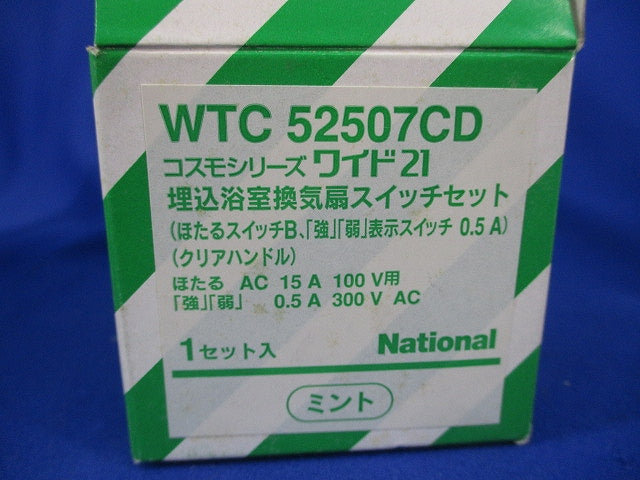 WTC 52507CD
コスモシリーズ ワイド21
埋込浴室換気扇スイッチセット
(ほたるスイッチB、「強」「弱」表示スイッチ 0.5 A)
(クリアハンドル)
ほたる AC 15 A 100 V用
「強」「弱」 0.5 A 300 V AC
1セット入 National
ミント